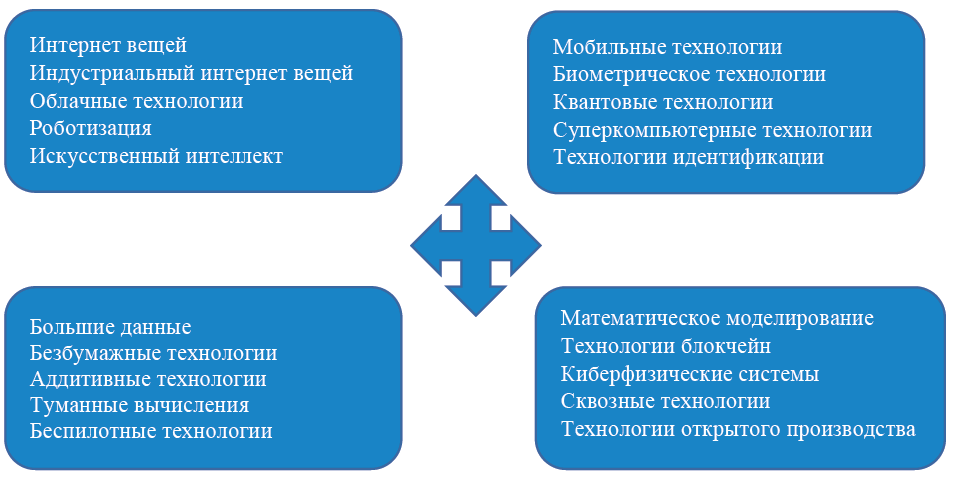 Интернет вещей
Индустриальный интернет вещей
Облачные технологии
Роботизация
Искусственный интеллект
Мобильные технологии
Биометрическое технологии
Квантовые технологии
Суперкомпьютерные технологии
Технологии идентификации
Большие данные
Безбумажные технологии
Аддитивные технологии
Туманные вычисления
Беспилотные технологии
Математическое моделирование
Технологии блокчейн
Киберфизические системы
Сквозные технологии
Технологии открытого производства